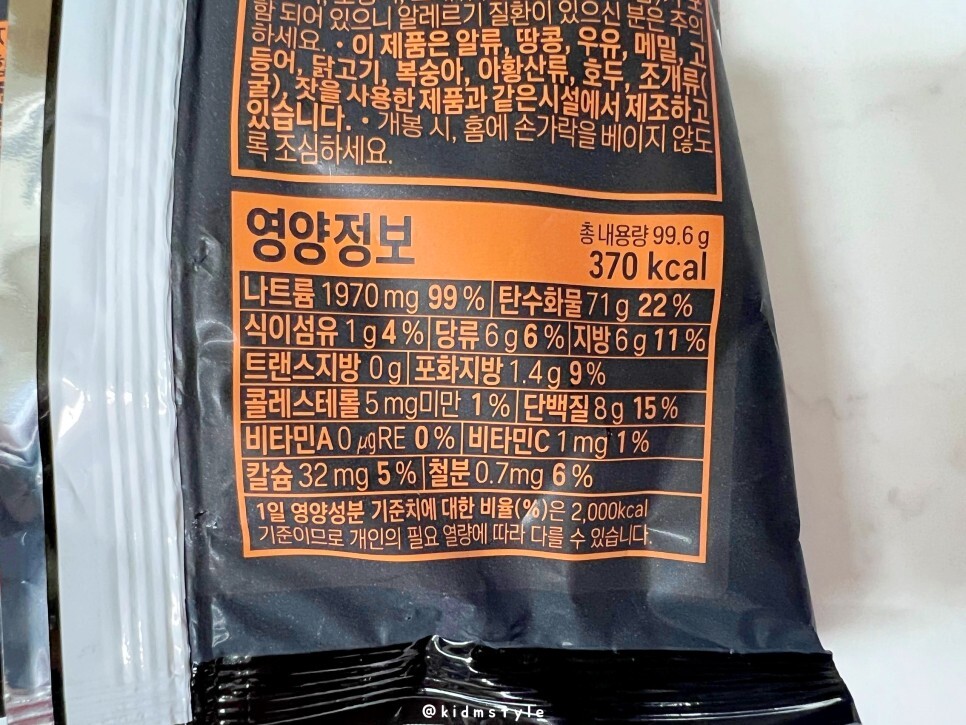 함 되어 있으니 알레르기 질환이 있으신 분은 주의
하세요. • 이 제품은 알류, 땅콩, 우유, 메밀, 고
등어, 닭고기, 복숭아, 아황산류, 호두, 조개류(
굴), 잣을 사용한 제품과 같은시설에서 제조하고
있습니다. • 개봉 시, 홈에 손가락을 베이지 않도
록 조심하세요.
영양정보
총 내용량 99.6 g
370 kcal
나트륨 1970 mg 99 % 탄수화물 71 g 22 %
식이섬유 1 g 4 % 당류 6 g 6 % 지방 6 g 11 %
트랜스지방 0 g 포화지방 1.4 g 9 %
콜레스테롤 5 mg미만 1 % 단백질 8 g 15 %
비타민A 0 μgRE 0 % 비타민C 1 mg 1 %
칼슘 32 mg 5 % 철분 0.7mg 6 %
1일 영양성분 기준치에 대한 비율(%)은 2,000kcal
기준이므로 개인의 필요 열량에 따라 다를 수 있습니다.
@kidmstyle